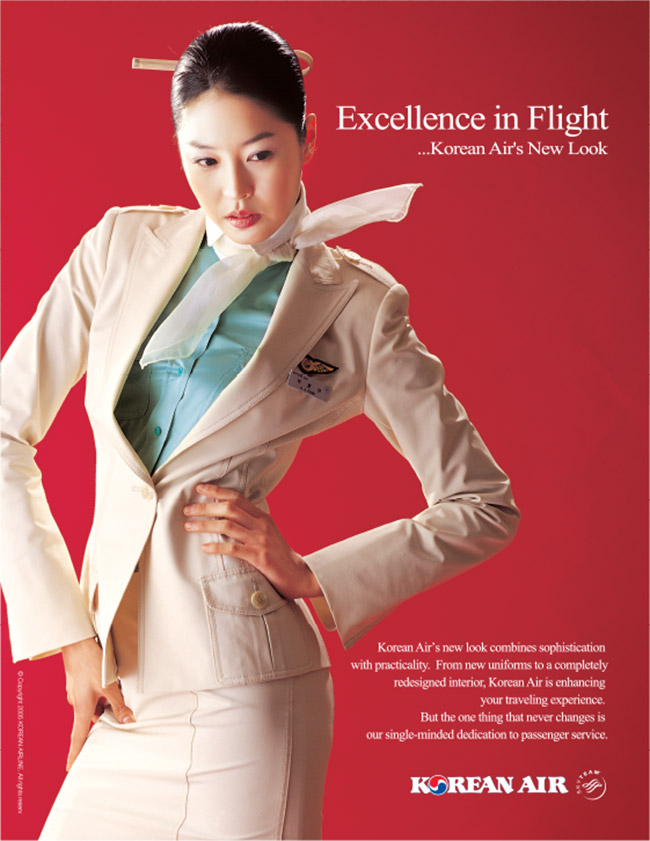 Excellence in Flight
...Korean Air's New Look
Korean Air's new look combines sophistication
with practicality. From new uniforms to a completely
redesigned interior, Korean Air is enhancing
your traveling experience.
But the one thing that never changes is
our single-minded dedication to passenger service.
KOREAN AIR
SKYTEAM
© Copyright 2005 KOREAN AIRLINE. All rights reserv